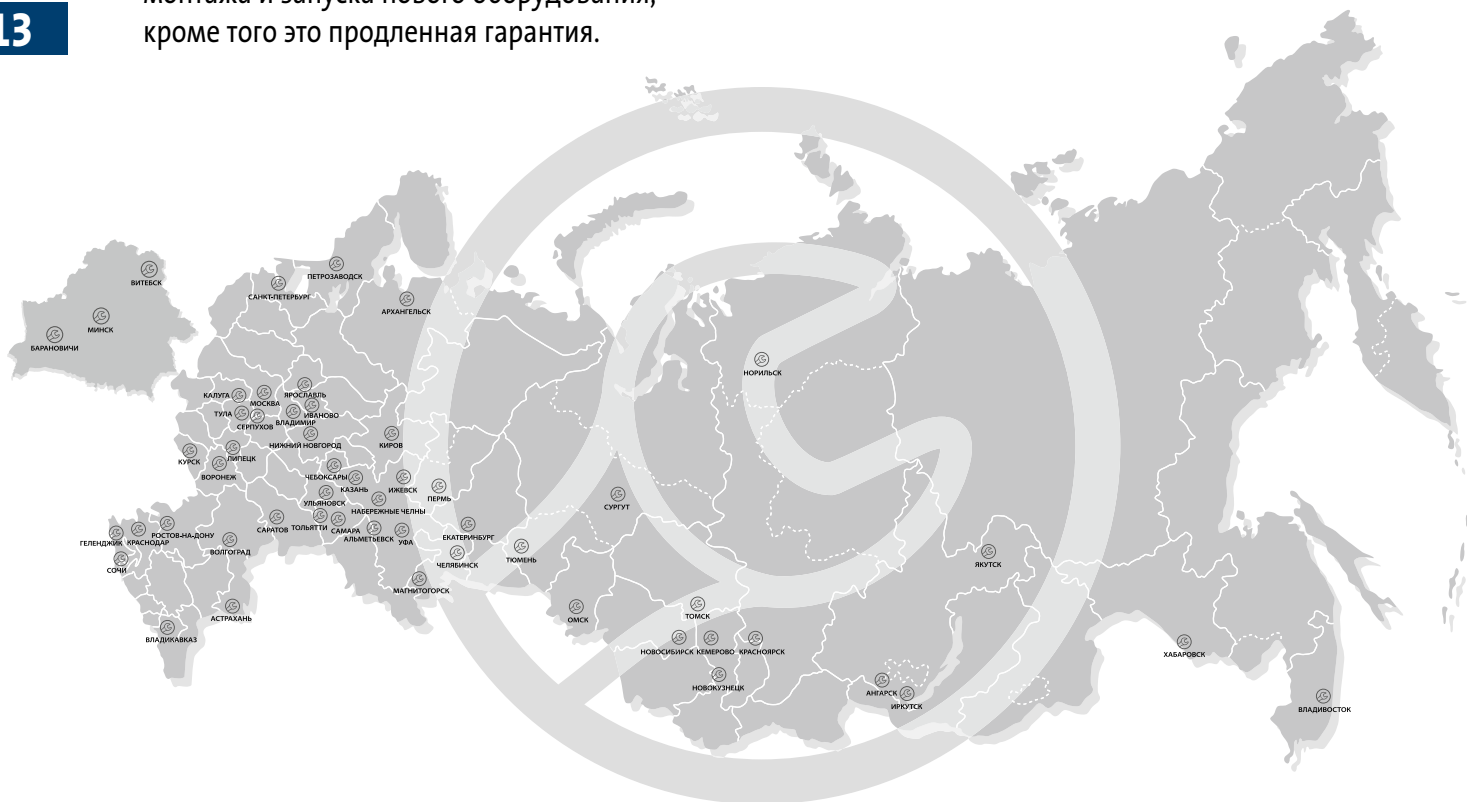 монтажа и запуска нового оборудования,
13
кроме того это продленная гарантия.
ПЕТРОЗАВОДСК
ВИТЕБСК
САНКТ-ПЕТЕРБУРГ
АРХАНГЕЛЬСК
МИНСК
БАРАНОВИЧИ
НОРИЛЬСК
КАЛУГА
МОСКВА
ЯРОСЛАВЛЬ
ТУЛА
ИВАНОВО
СЕРПУХОВ
ВЛАДИМИР
НИЖНИЙ НОВГОРОД
КИРОВ
КУРСК
ЛИПЕЦК
ВОРОНЕЖ
ЧЕБОКСАРЫ
КАЗАНЬ
ИЖЕВСК
ПЕРМЬ
УЛЬЯНОВСК
НАБЕРЕЖНЫЕ ЧЕЛНЫ
СУРГУТ
ГЕЛЕНДЖИК
КРАСНОДАР
РОСТОВ-НА-ДОНУ
САРАТОВ
ТОЛЬЯТТИ
САМАРА
АЛЬМЕТЬЕВСК
УФА
ЕКАТЕРИНБУРГ
ВОЛГОГРАД
ЧЕЛЯБИНСК
ТЮМЕНЬ
ЯКУТСК
СОЧИ
МАГНИТОГОРСК
АСТРАХАНЬ
ОМСК
ТОМСК
ВЛАДИКАВКАЗ
НОВОСИБИРСК
КЕМЕРОВО
КРАСНОЯРСК
ХАБАРОВСК
НОВОКУЗНЕЦК
АНГАРСК
ИРКУТСК
ВЛАДИВОСТОК